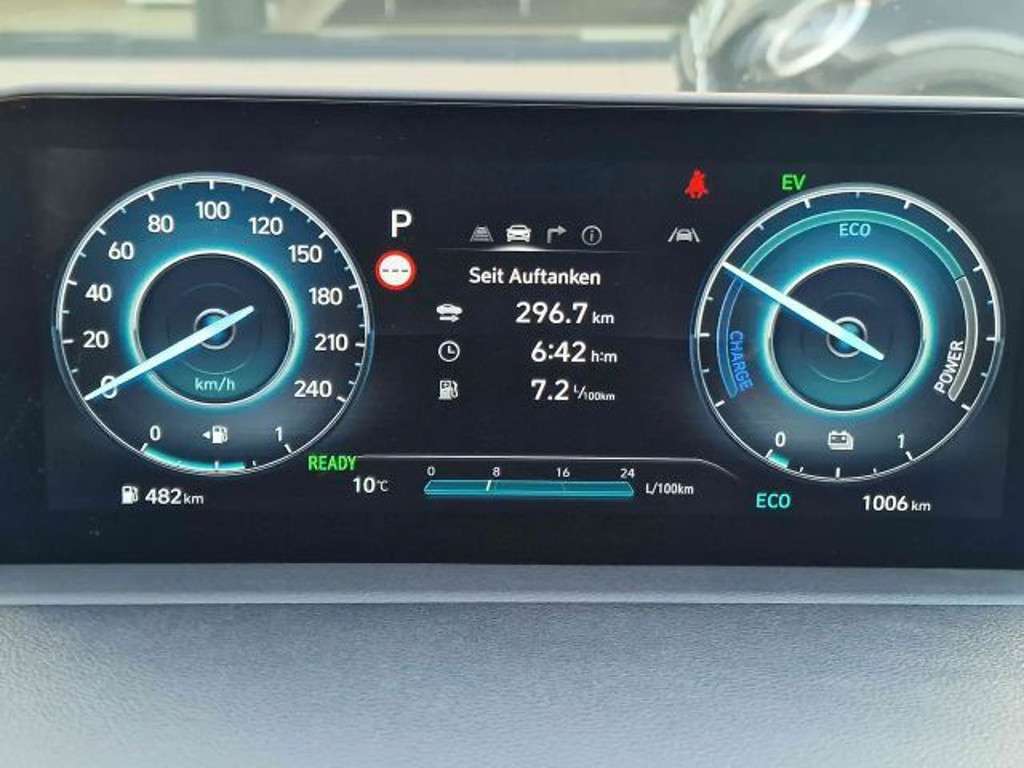 0
20
40
60
80
100
120
150
180
210
240
km/h
0
1
482 km
P
Seit Auftanken
296.7 km
6:42 h:m
7.2 L/100km
READY
10°C
0 8 16 24
L/100km
EV
ECO
CHARGE
POWER
0
1
ECO
1006 km